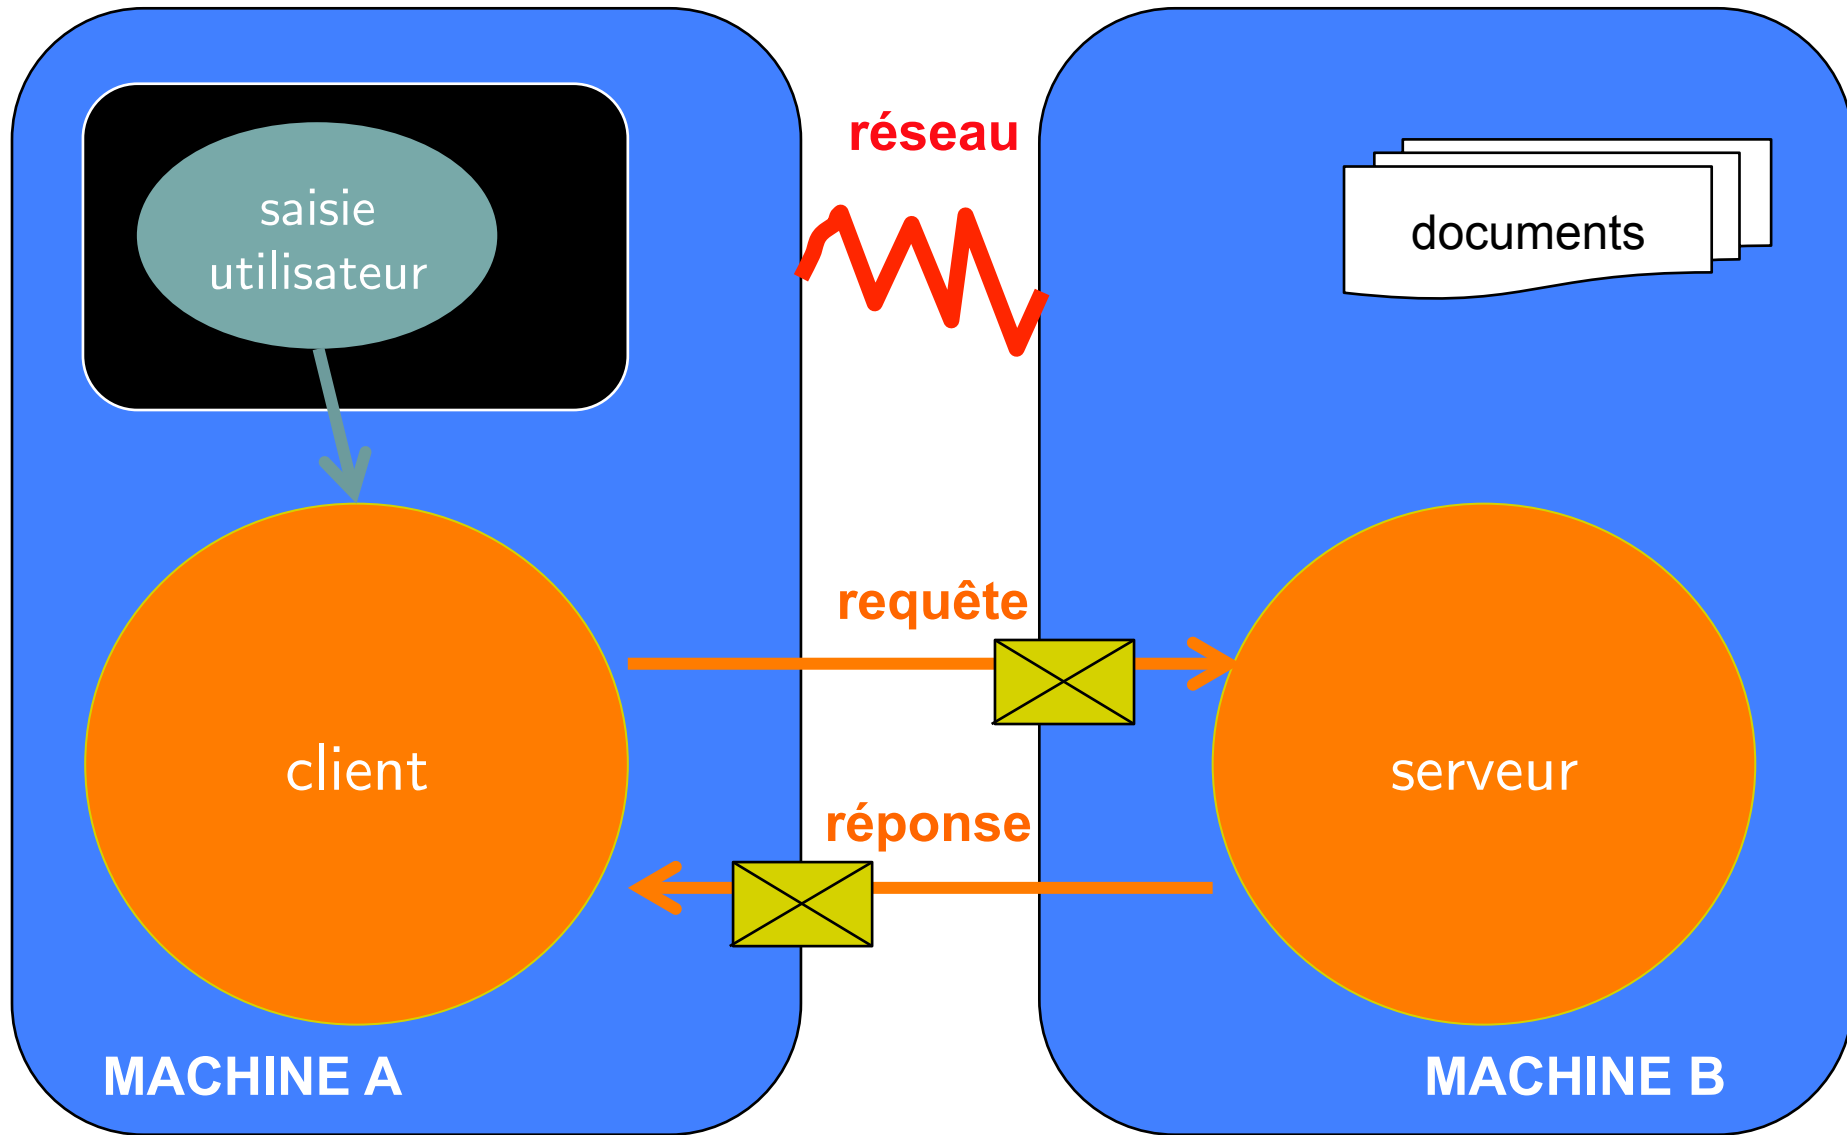 saisie
utilisateur
réseau
documents
requête
client
serveur
réponse
MACHINE A
MACHINE B